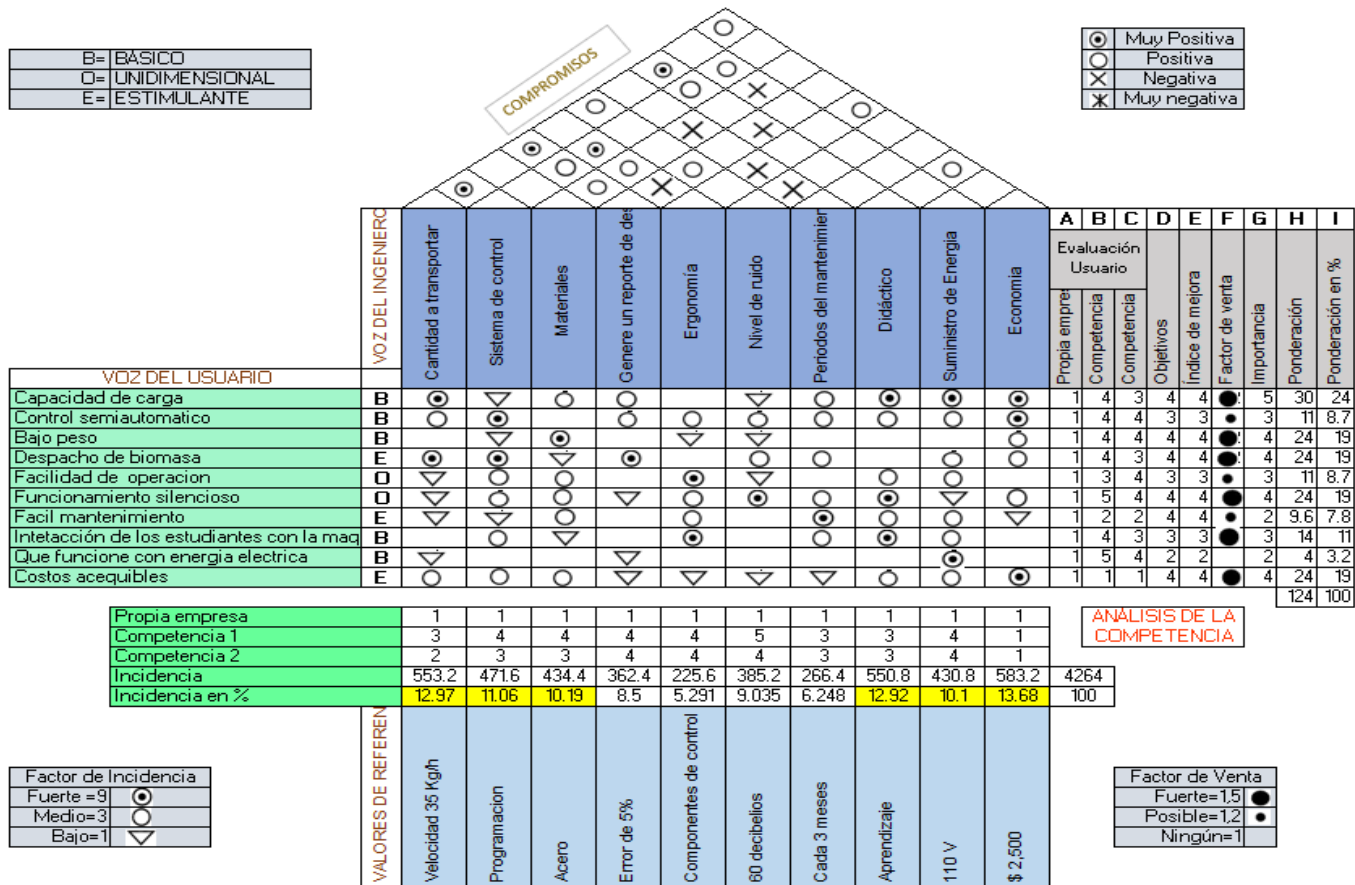 B= BÁSICO
O= UNIDIMENSIONAL
E= ESTIMULANTE
COMPROMISOS
Muy Positiva
Positiva
Negativa
Muy negativa
VOZ DEL INGENIERO
Cantidad a transportar
Sistema de control
Materiales
Genere un reporte de des
Ergonomía
Nivel de ruido
Periodos del mantenimier
Didáctico
Suministro de Energia
Economia
A B C D E F G H I
Evaluación Usuario
Propia empres
Competencia
Competencia
Objetivos
Índice de mejora
Factor de venta
Importancia
Ponderación
Ponderación en %
VOZ DEL USUARIO
Capacidad de carga B 1 4 3 4 4 5 30 24
Control semiautomatico B 1 4 4 3 3 3 11 8.7
Bajo peso B 1 4 4 4 4 4 24 19
Despacho de biomasa E 1 4 3 4 4 4 24 19
Facilidad de operacion O 1 3 4 3 3 3 11 8.7
Funcionamiento silencioso O 1 5 4 4 4 4 24 19
Facil mantenimiento E 1 2 2 4 4 2 9.6 7.8
Intetacción de los estudiantes con la maq B 1 4 3 3 3 3 14 11
Que funcione con energia electrica B 1 5 4 2 2 2 4 3.2
Costos acequibles E 1 1 1 4 4 4 24 19
124 100
Propia empresa 1 1 1 1 1 1 1 1 1 1
Competencia 1 3 4 4 4 4 5 3 3 4 1
Competencia 2 2 3 3 4 4 4 3 3 4 1
Incidencia 553.2 471.6 434.4 362.4 225.6 385.2 266.4 550.8 430.8 583.2 4264
Incidencia en % 12.97 11.06 10.19 8.5 5.291 9.035 6.248 12.92 10.1 13.68 100
ANÁLISIS DE LA
COMPETENCIA
VALORES DE REFEREN
Velocidad 35 Kg/h
Programacion
Acero
Error de 5%
Componentes de control
60 decibelios
Cada 3 meses
Aprendizaje
110 V
$ 2,500
Factor de Incidencia
Fuerte =9
Medio=3
Bajo=1
Factor de Venta
Fuerte=1,5
Posible=1,2
Ningún=1